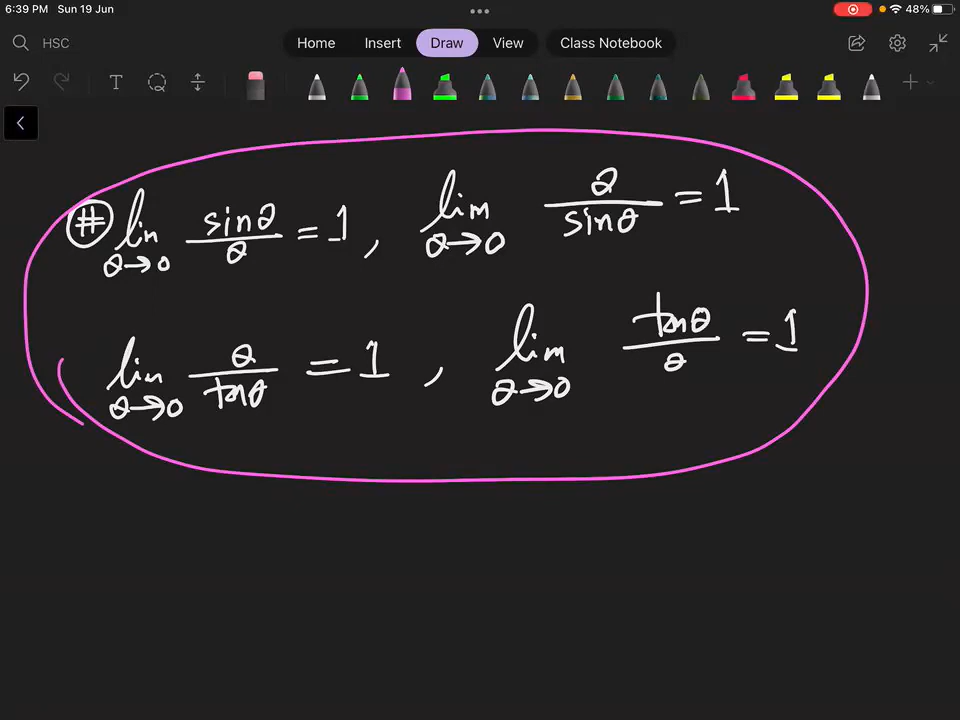 6:39 PM Sun 19 Jun
48%
HSC Home Insert Draw View Class Notebook
T
# lim θ→0 sinθ/θ = 1, lim θ→0 θ/sinθ = 1
lim θ→0 θ/tanθ = 1, lim θ→0 tanθ/θ = 1